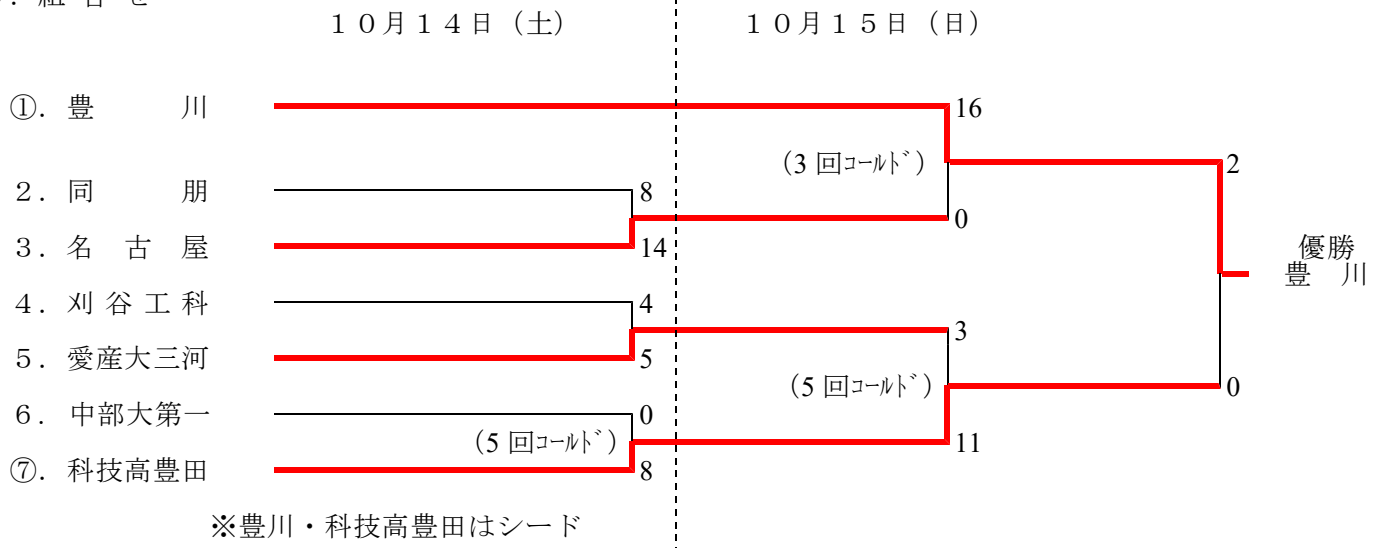 組 合 せ
１０月１４日（土）
１０月１５日（日）
①．豊　　　川
16
(3 回ｺｰﾙﾄﾞ)
2
２．同　　　朋
8
0
３．名　古　屋
14
優勝
豊　川
４．刈 谷 工 科
4
3
５．愛産大三河
5
(5 回ｺｰﾙﾄﾞ)
0
６．中部大第一
0
(5 回ｺｰﾙﾄﾞ)
11
⑦．科技高豊田
8
※豊川・科技高豊田はシード